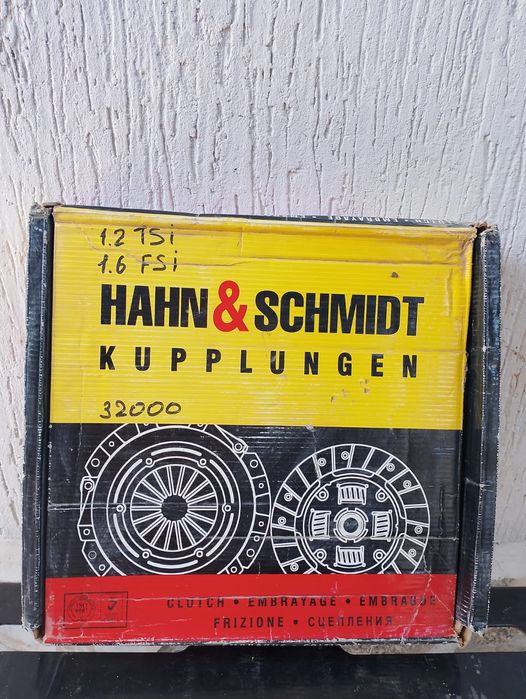 1.2 TSi
1.6 FSi
HAHN & SCHMIDT
KUPPLUNGEN
32000
CLUTCH • EMBRAYAGE • EMBRAGUE
FRIZIONE • СЦЕПЛЕНИЯ